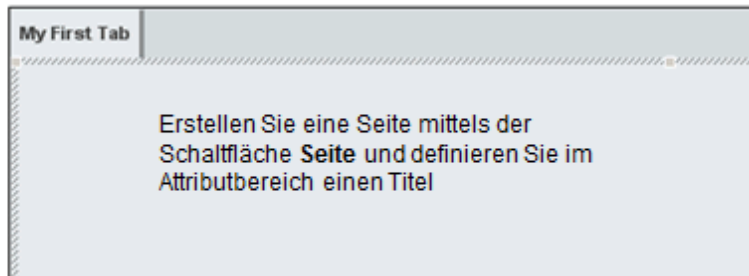 My First Tab
Erstellen Sie eine Seite mittels der
Schaltfläche Seite und definieren Sie im
Attributbereich einen Titel